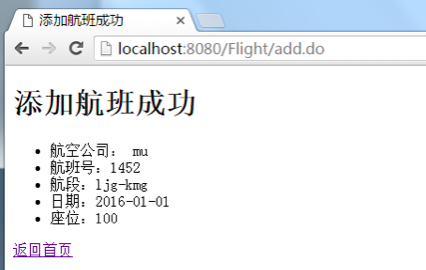 添加航班成功
localhost:8080/Flight/add.do
添加航班成功
航空公司: mu
航班号: 1452
航段: ljg-kmg
日期: 2016-01-01
座位: 100
返回首页